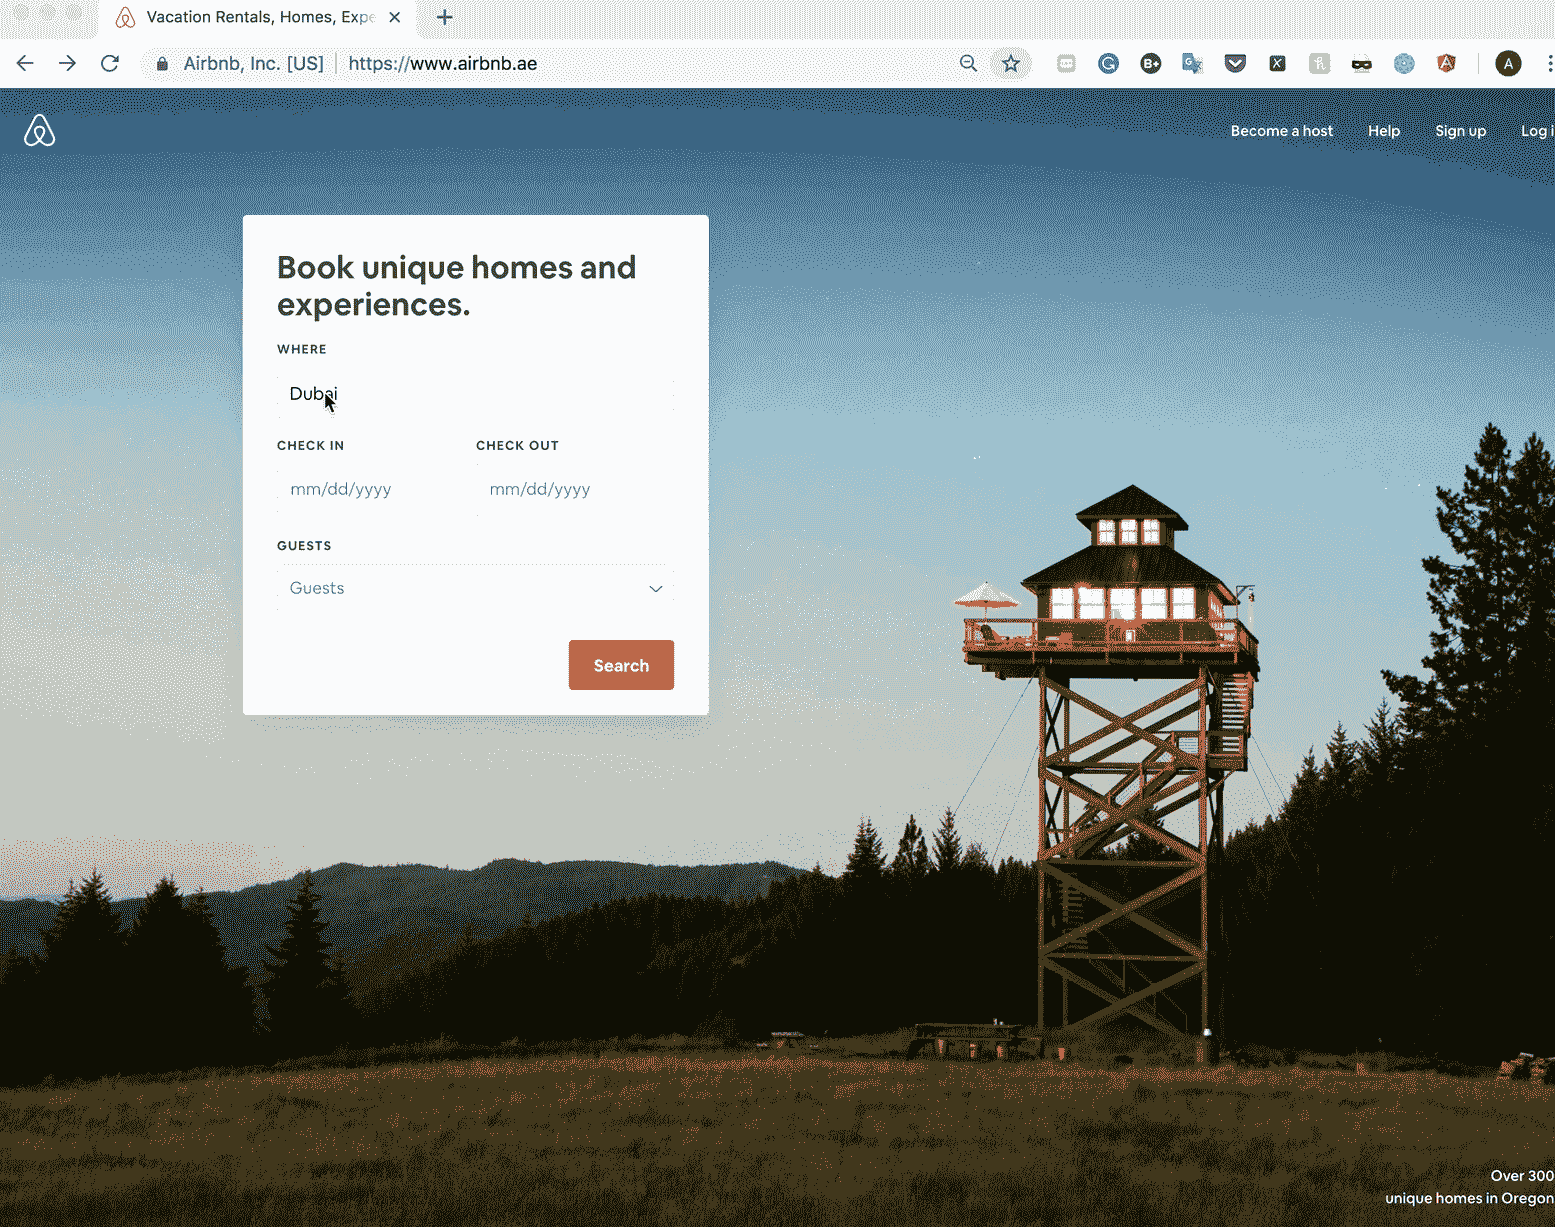 Vacation Rentals, Homes, Expe
Airbnb, Inc. [US]
https://www.airbnb.ae
A
Become a host
Help
Sign up
Log i
Book unique homes and
experiences.
WHERE
Dubai
CHECK IN
CHECK OUT
mm/dd/yyyy
mm/dd/yyyy
GUESTS
Guests
Search
Over 300
unique homes in Oregon